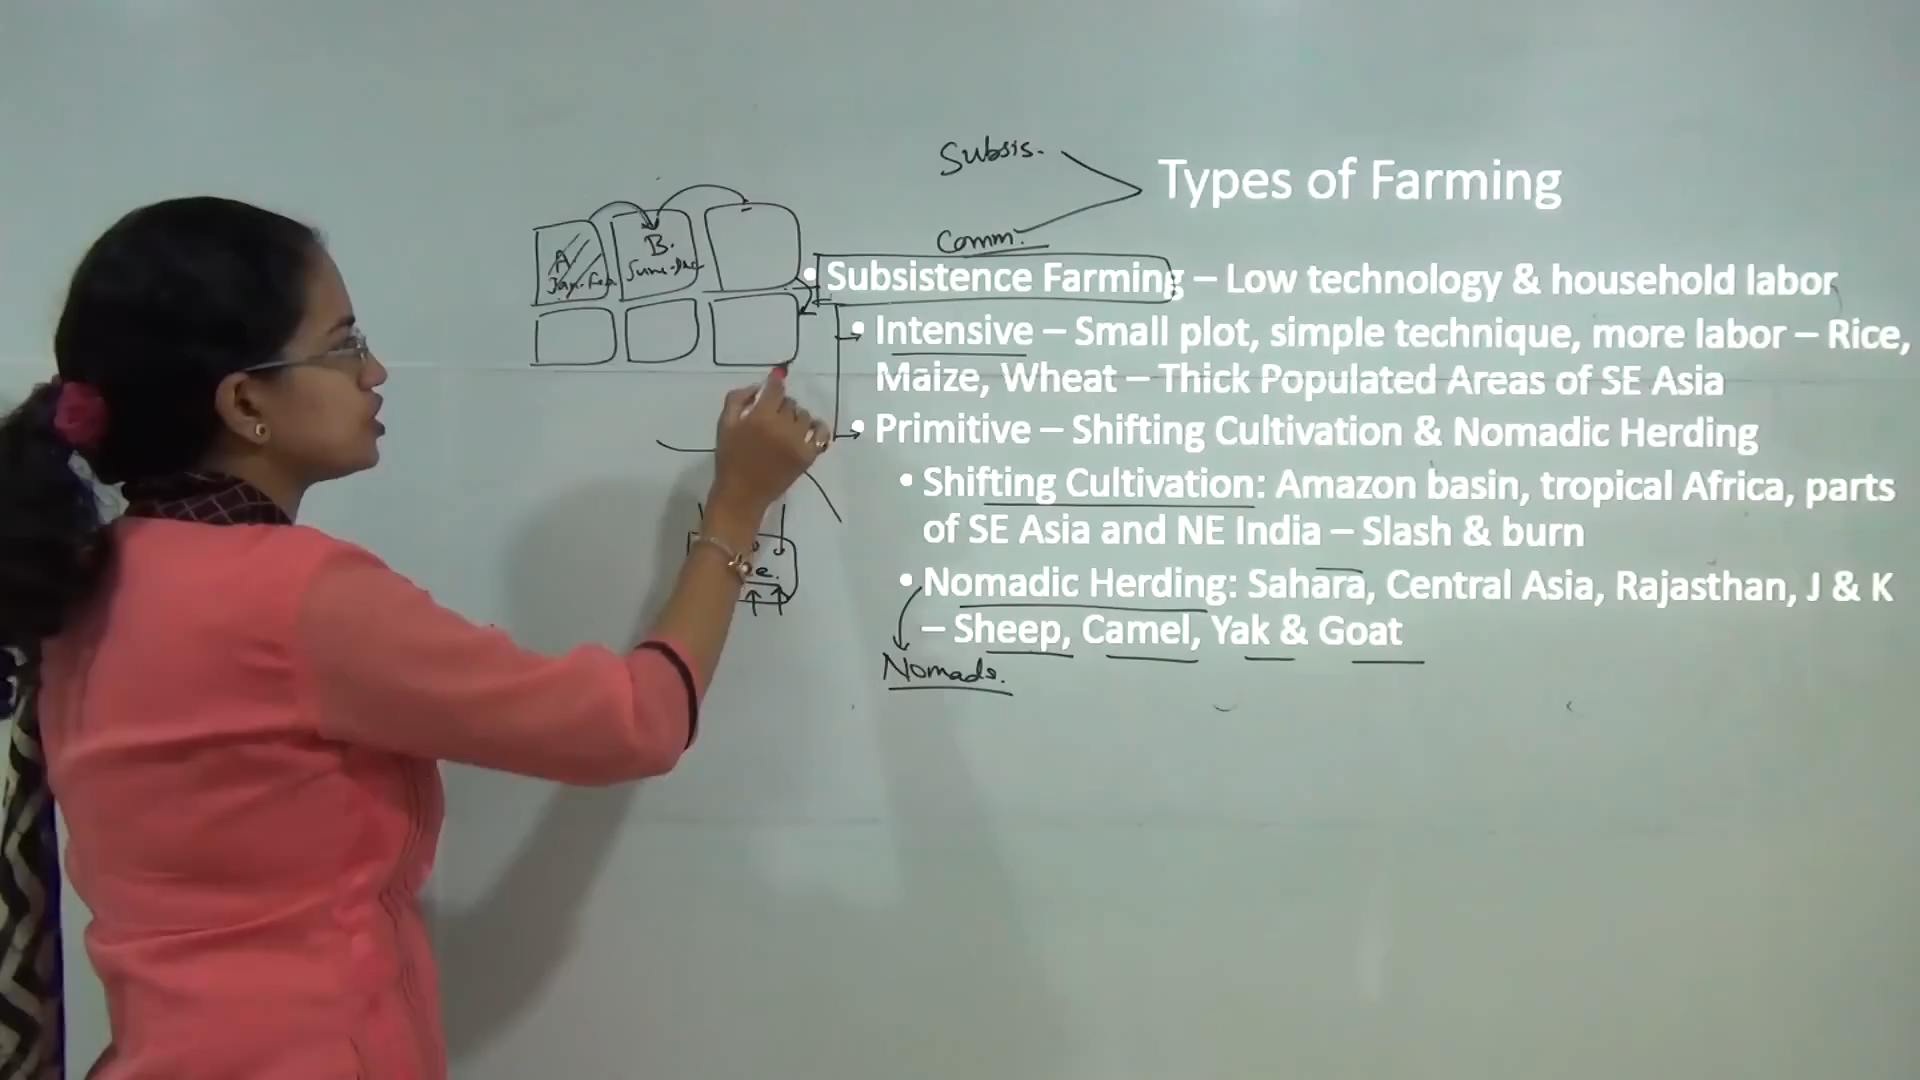 Subsis.
Types of Farming
Comm.
A
B.
• Subsistence Farming – Low technology & household labor
• Intensive – Small plot, simple technique, more labor – Rice,
Maize, Wheat – Thick Populated Areas of SE Asia
• Primitive – Shifting Cultivation & Nomadic Herding
• Shifting Cultivation: Amazon basin, tropical Africa, parts
of SE Asia and NE India – Slash & burn
• Nomadic Herding: Sahara, Central Asia, Rajasthan, J & K
– Sheep, Camel, Yak & Goat
Nomads.